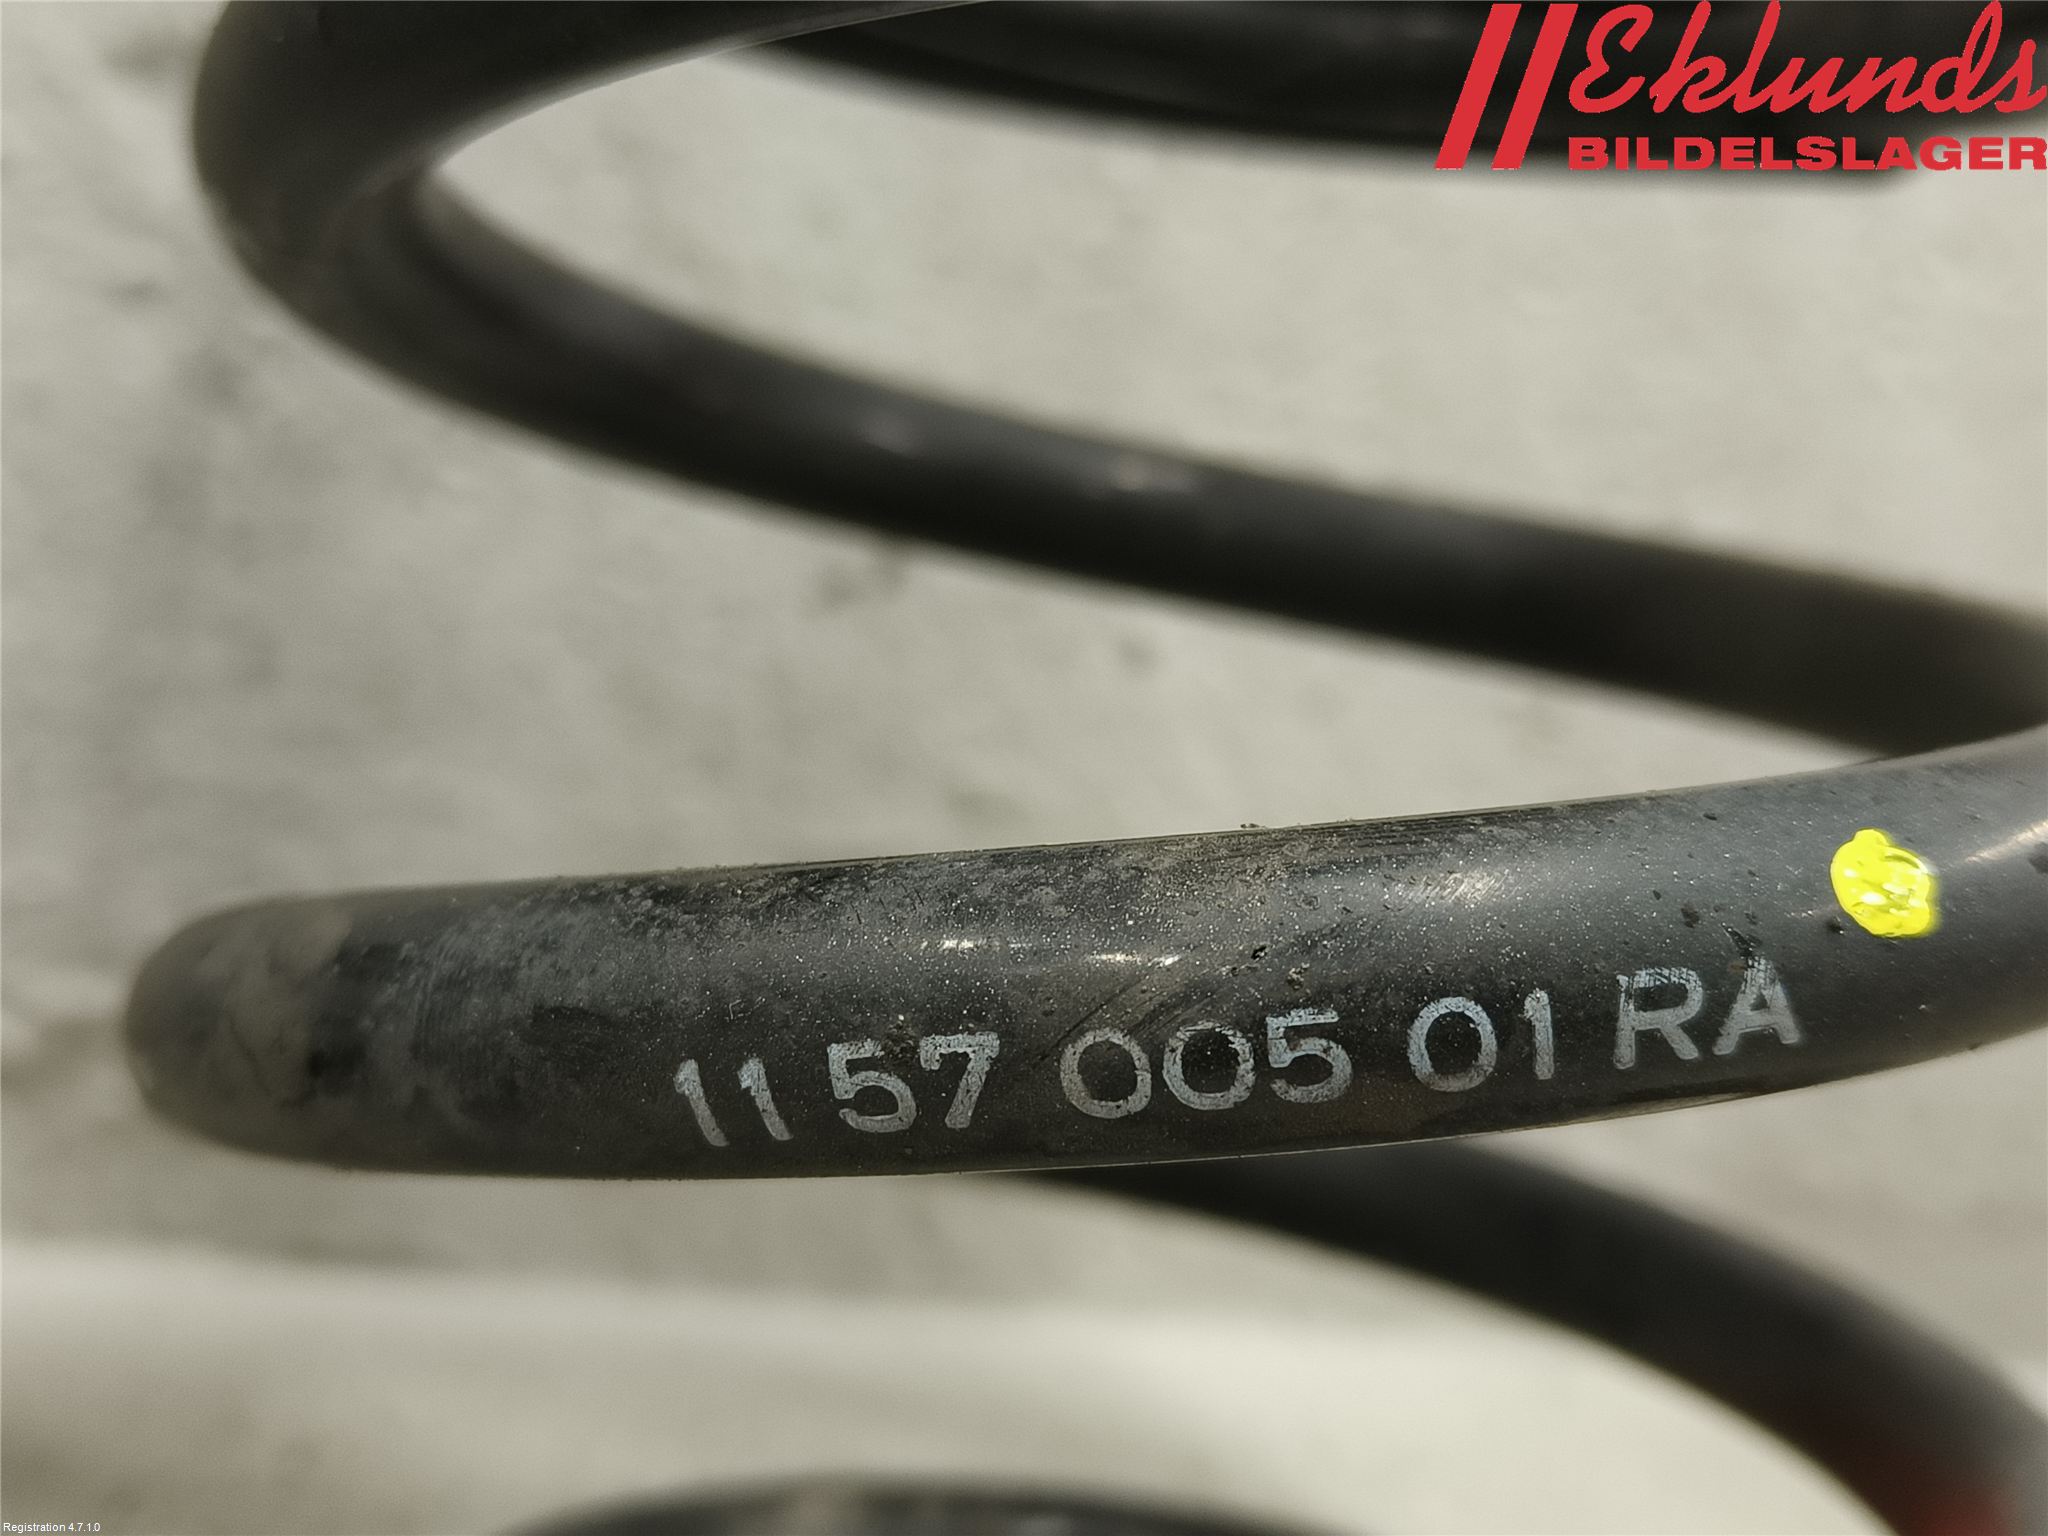 Eklunds
BILDELSLAGER
11 57 005 01 RA
Registration 4.7.1.0